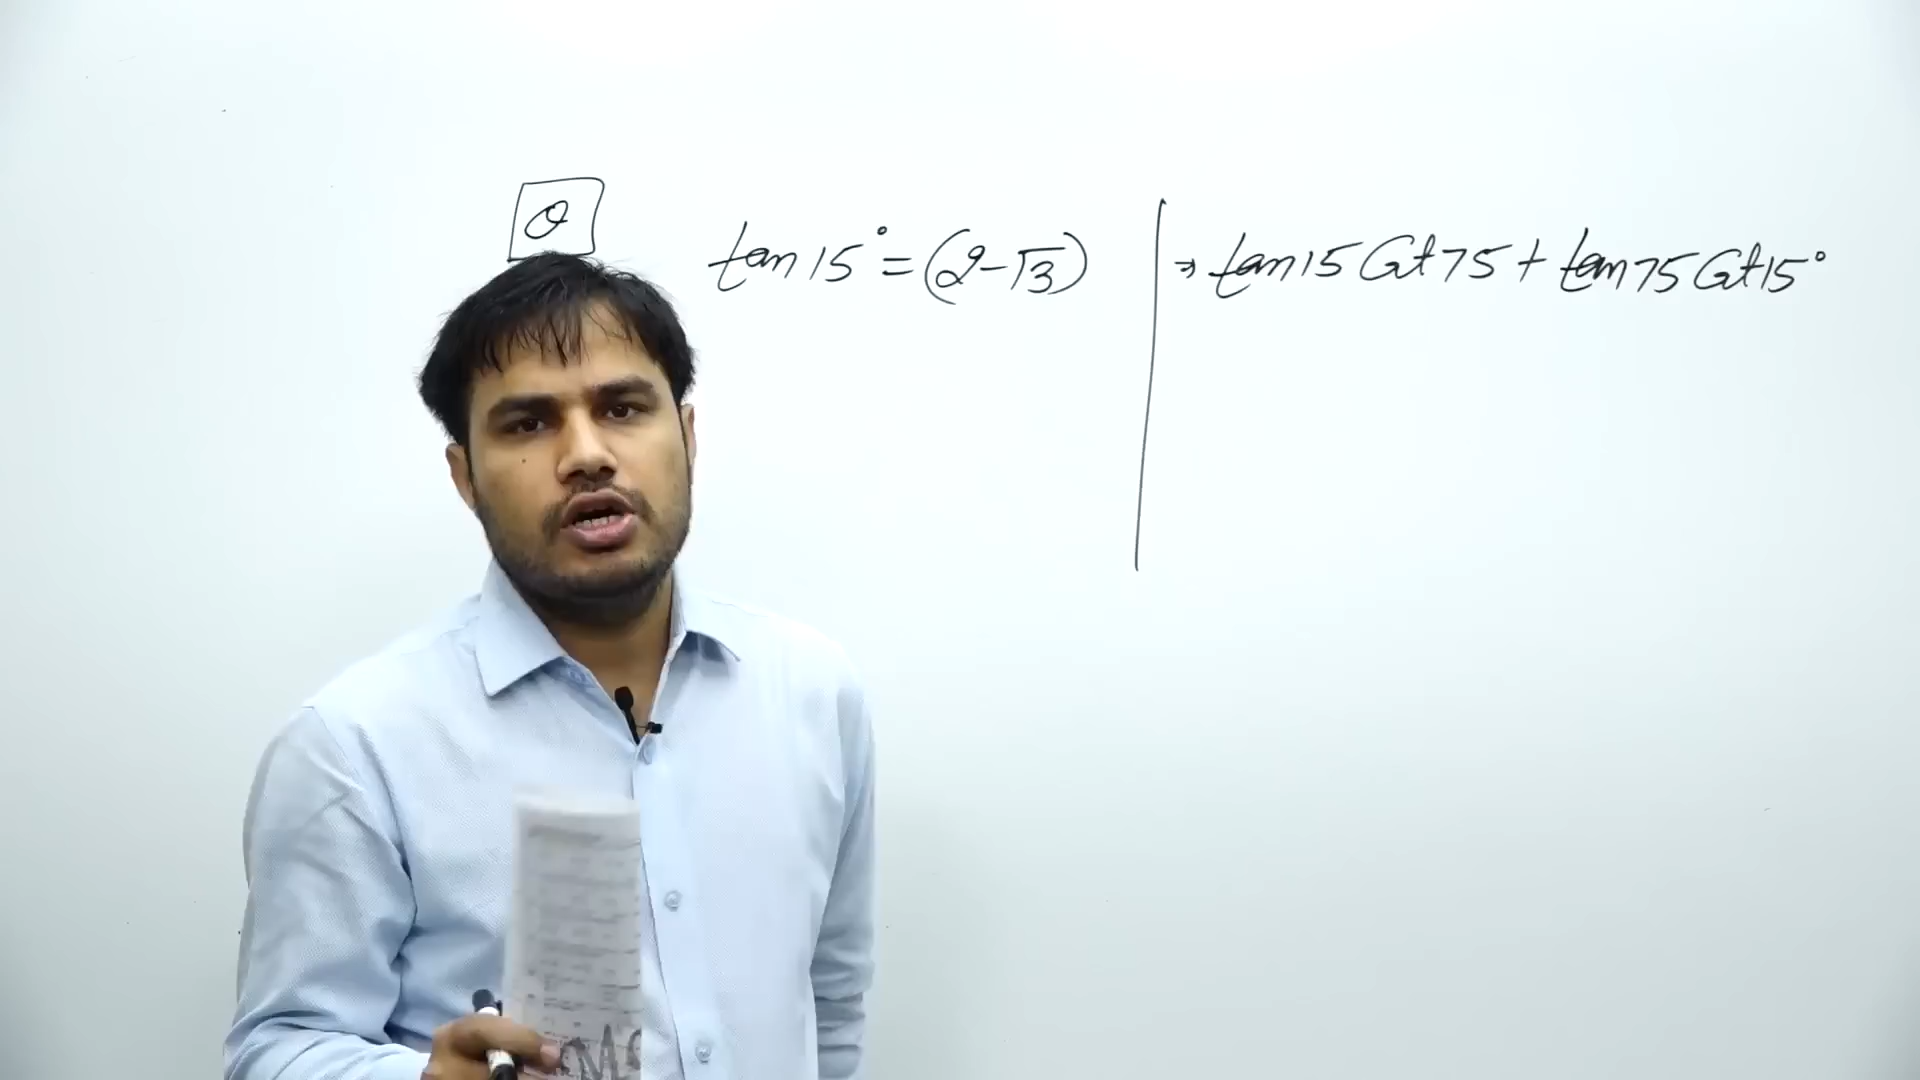 Q
tan 15° = (2-√3) ⇒ tan15 Cot75 + tan75 Cot15°